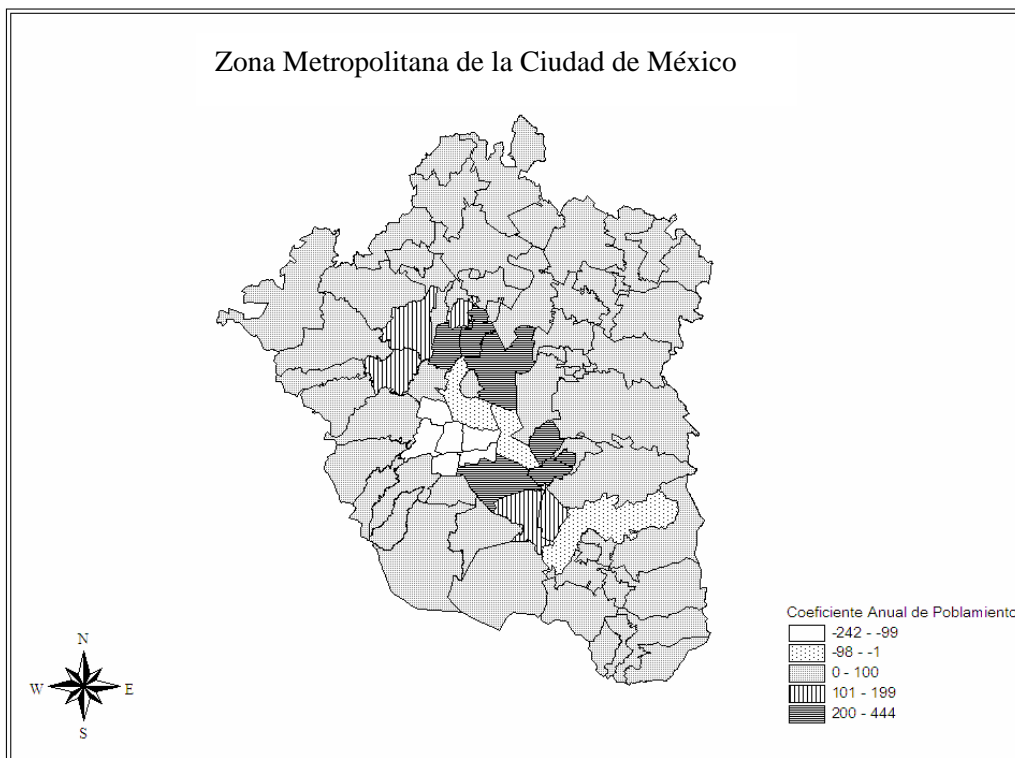 Zona Metropolitana de la Ciudad de México
N
W
E
S
Coeficiente Anual de Poblamiento
-242 - -99
-98 - -1
0 - 100
101 - 199
200 - 444